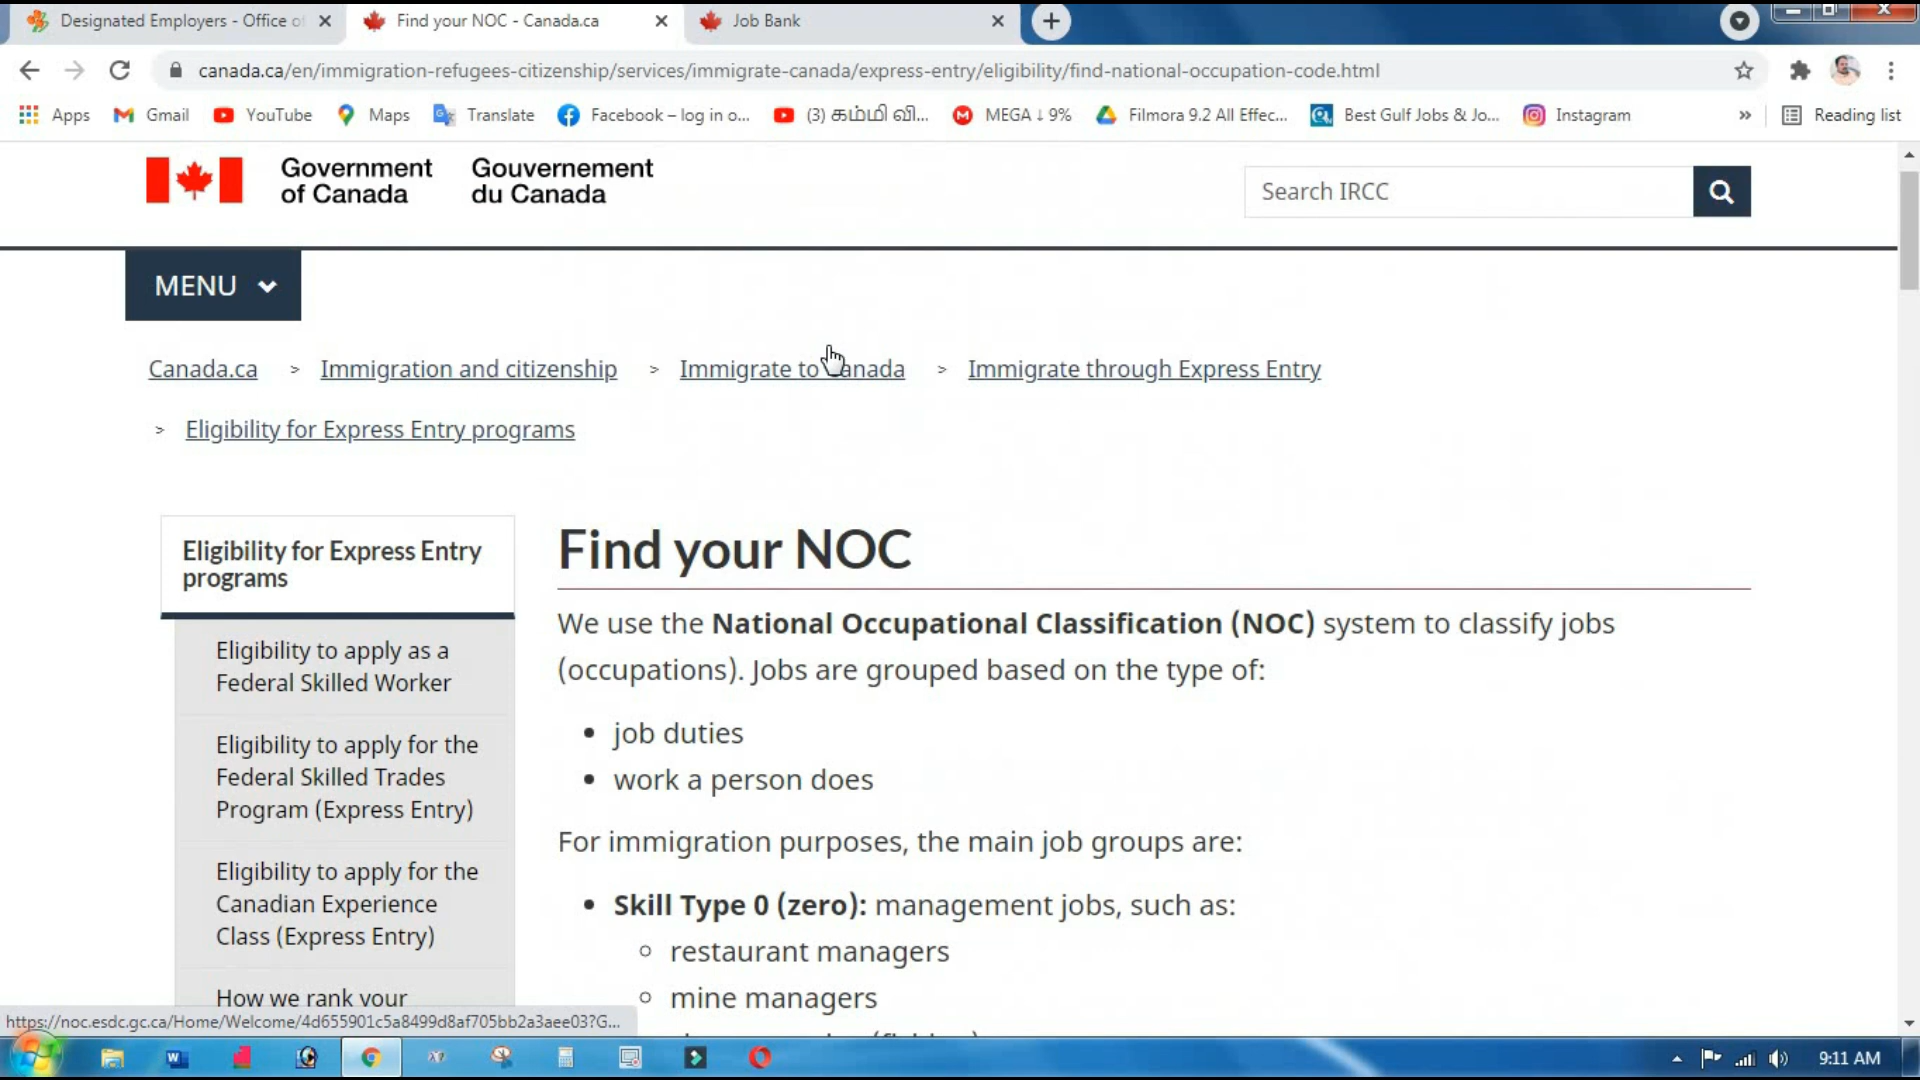 Designated Employers - Office o
Find your NOC - Canada.ca
Job Bank
canada.ca/en/immigration-refugees-citizenship/services/immigrate-canada/express-entry/eligibility/find-national-occupation-code.html
Apps
Gmail
YouTube
Maps
Translate
Facebook – log in o...
(3) கம்மி வி...
MEGA ↓ 9%
Filmora 9.2 All Effec...
Best Gulf Jobs & Jo...
Instagram
»
Reading list
Government of Canada
Gouvernement du Canada
Search IRCC
MENU
Canada.ca > Immigration and citizenship > Immigrate to Canada > Immigrate through Express Entry
> Eligibility for Express Entry programs
Eligibility for Express Entry
programs
Eligibility to apply as a
Federal Skilled Worker
Eligibility to apply for the
Federal Skilled Trades
Program (Express Entry)
Eligibility to apply for the
Canadian Experience
Class (Express Entry)
How we rank your
Find your NOC
We use the National Occupational Classification (NOC) system to classify jobs
(occupations). Jobs are grouped based on the type of:
• job duties
• work a person does
For immigration purposes, the main job groups are:
• Skill Type 0 (zero): management jobs, such as:
restaurant managers
mine managers
https://noc.esdc.gc.ca/Home/Welcome/4d655901c5a8499d8af705bb2a3aee03?G...
9:11 AM